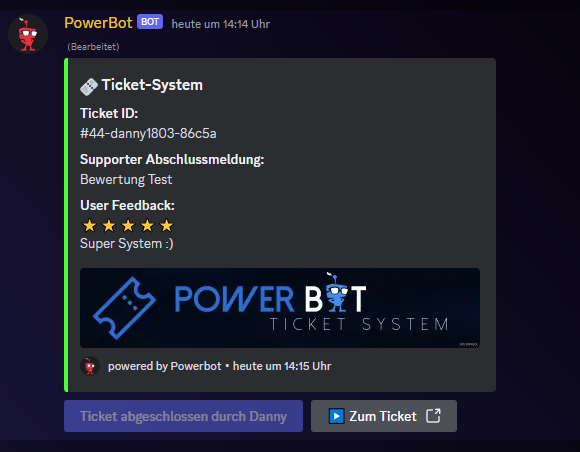 PowerBot BOT heute um 14:14 Uhr
(Bearbeitet)
Ticket-System
Ticket ID:
#44-danny1803-86c5a
Supporter Abschlussmeldung:
Bewertung Test
User Feedback:
Super System :)
POWER BOT
TICKET SYSTEM
powered by Powerbot • heute um 14:15 Uhr
Ticket abgeschlossen durch Danny
Zum Ticket